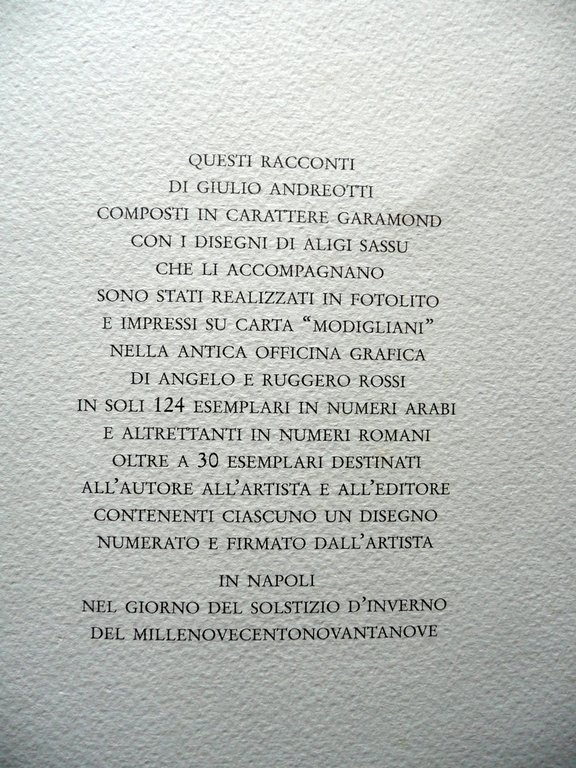 QUESTI RACCONTI
DI GIULIO ANDREOTTI
COMPOSTI IN CARATTERE GARAMOND
CON I DISEGNI DI ALIGI SASSU
CHE LI ACCOMPAGNANO
SONO STATI REALIZZATI IN FOTOLITO
E IMPRESSI SU CARTA “MODIGLIANI”
NELLA ANTICA OFFICINA GRAFICA
DI ANGELO E RUGGERO ROSSI
IN SOLI 124 ESEMPLARI IN NUMERI ARABI
E ALTRETTANTI IN NUMERI ROMANI
OLTRE A 30 ESEMPLARI DESTINATI
ALL’AUTORE ALL’ARTISTA E ALL’EDITORE
CONTENENTI CIASCUNO UN DISEGNO
NUMERATO E FIRMATO DALL’ARTISTA
IN NAPOLI
NEL GIORNO DEL SOLSTIZIO D’INVERNO
DEL MILLENOVECENTONOVANTANOVE